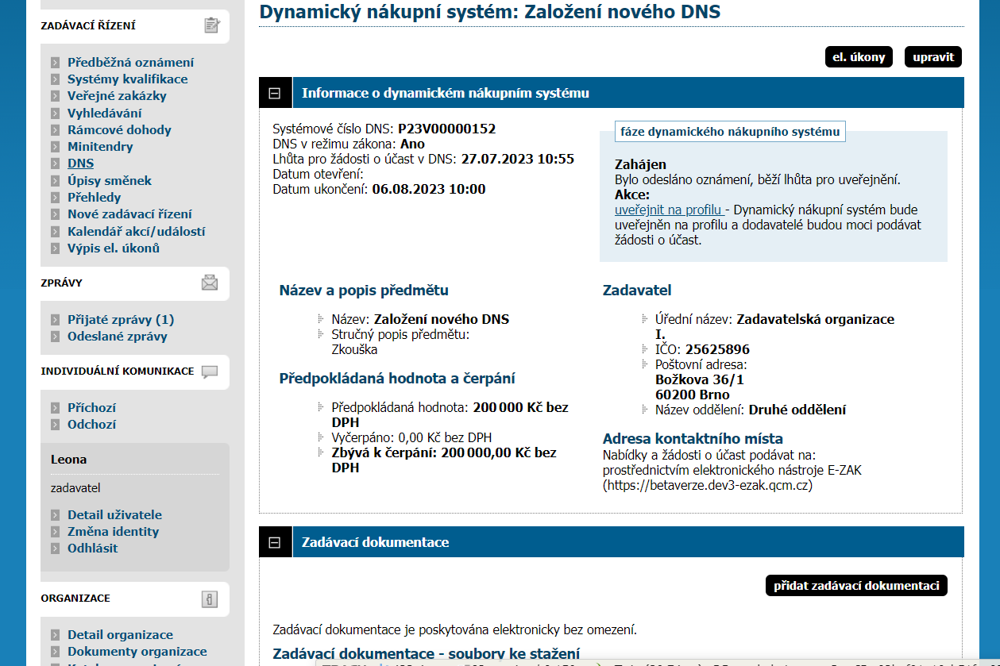 Dynamický nákupní systém: Založení nového DNS
ZADÁVACÍ ŘÍZENÍ
Předběžná oznámení
Systémy kvalifikace
Veřejné zakázky
Vyhledávání
Rámcové dohody
Minitendry
DNS
Úpisy směnek
Přehledy
Nové zadávací řízení
Kalendář akcí/událostí
Výpis el. úkonů
ZPRÁVY
Přijaté zprávy (1)
Odeslané zprávy
INDIVIDUÁLNÍ KOMUNIKACE
Příchozí
Odchozí
Leona
zadavatel
Detail uživatele
Změna identity
Odhlásit
ORGANIZACE
Detail organizace
Dokumenty organizace
el. úkony
upravit
Informace o dynamickém nákupním systému
Systémové číslo DNS: P23V00000152
DNS v režimu zákona: Ano
Lhůta pro žádosti o účast v DNS: 27.07.2023 10:55
Datum otevření:
Datum ukončení: 06.08.2023 10:00
fáze dynamického nákupního systému
Zahájen
Bylo odesláno oznámení, běží lhůta pro uveřejnění.
Akce:
uveřejnit na profilu - Dynamický nákupní systém bude
uveřejněn na profilu a dodavatelé budou moci podávat
žádosti o účast.
Název a popis předmětu
Název: Založení nového DNS
Stručný popis předmětu:
Zkouška
Předpokládaná hodnota a čerpání
Předpokládaná hodnota: 200 000 Kč bez
DPH
Vyčerpáno: 0,00 Kč bez DPH
Zbývá k čerpání: 200 000,00 Kč bez
DPH
Zadavatel
Úřední název: Zadavatelská organizace
I.
IČO: 25625896
Poštovní adresa:
Božkova 36/1
60200 Brno
Název oddělení: Druhé oddělení
Adresa kontaktního místa
Nabídky a žádosti o účast podávat na:
prostřednictvím elektronického nástroje E-ZAK
(https://betaverze.dev3-ezak.qcm.cz)
Zadávací dokumentace
přidat zadávací dokumentaci
Zadávací dokumentace je poskytována elektronicky bez omezení.
Zadávací dokumentace - soubory ke stažení